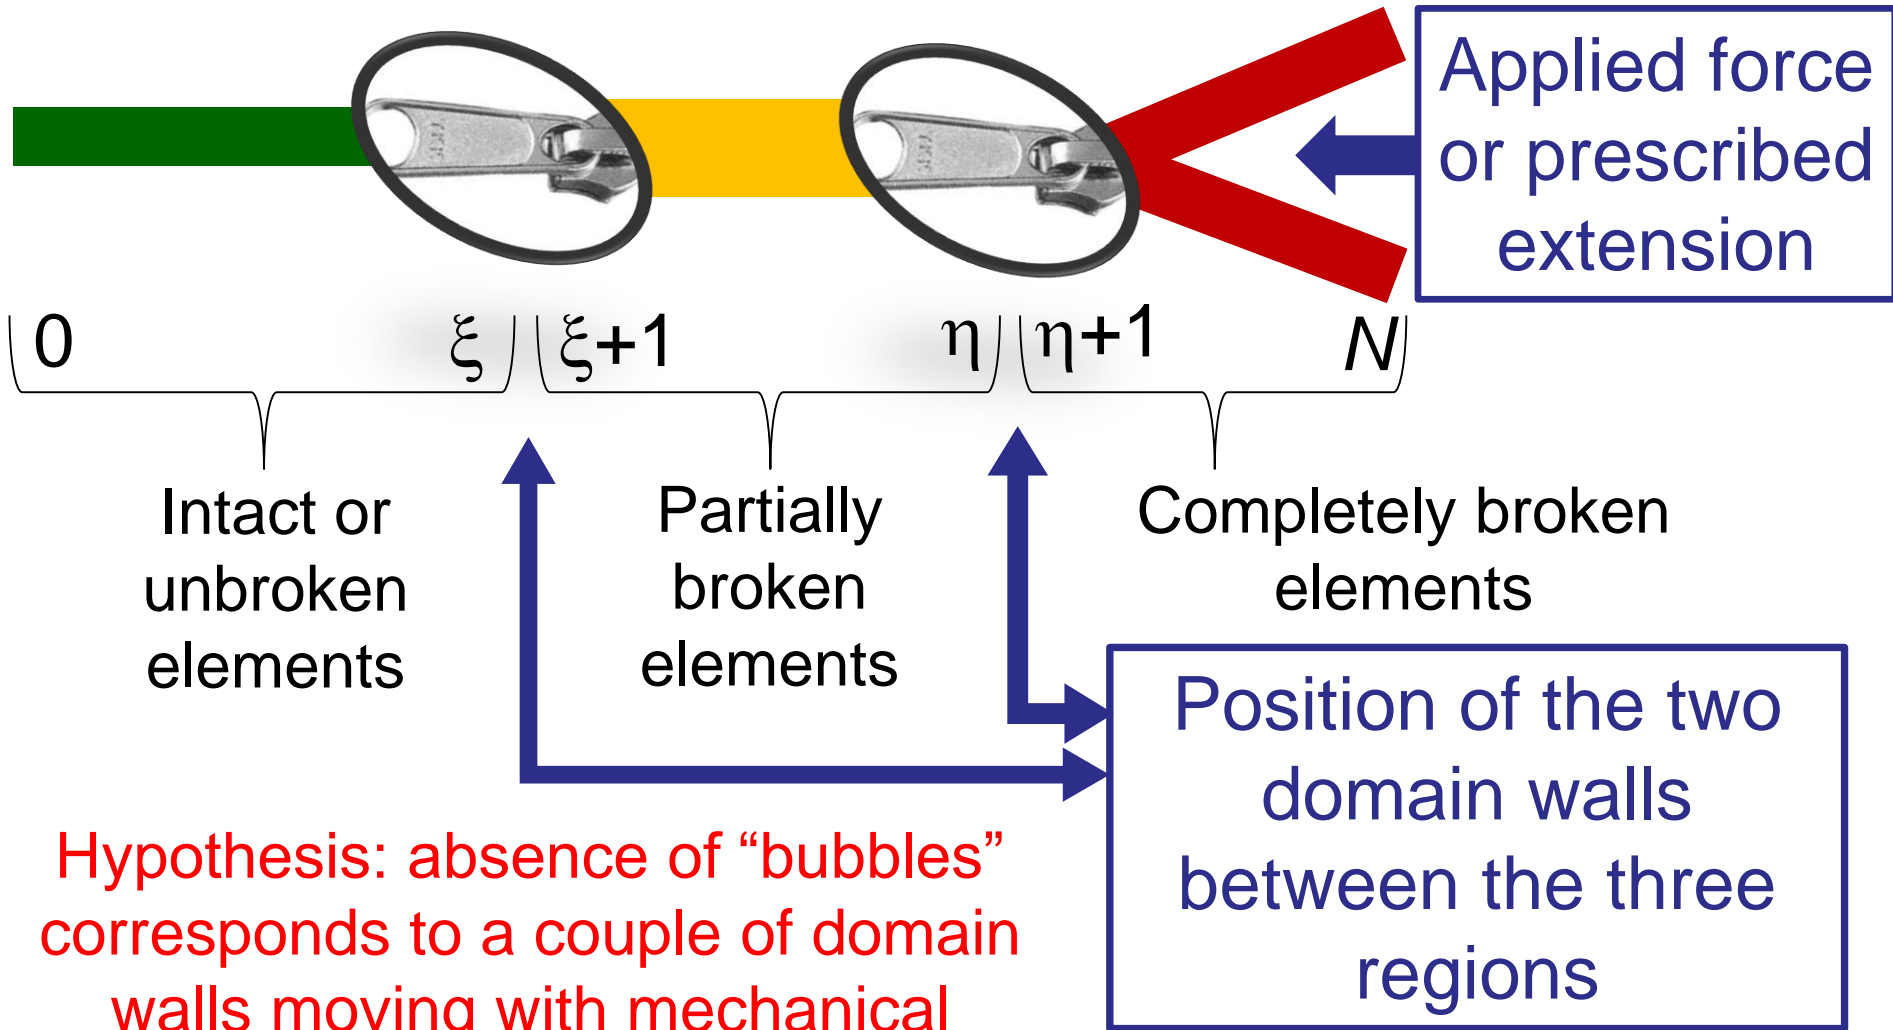 Applied force
or prescribed
extension
0 ξ ξ+1 η η+1 N
Intact or
unbroken
elements
Partially
broken
elements
Completely broken
elements
Position of the two
domain walls
between the three
regions
Hypothesis: absence of “bubbles”
corresponds to a couple of domain
walls moving with mechanical